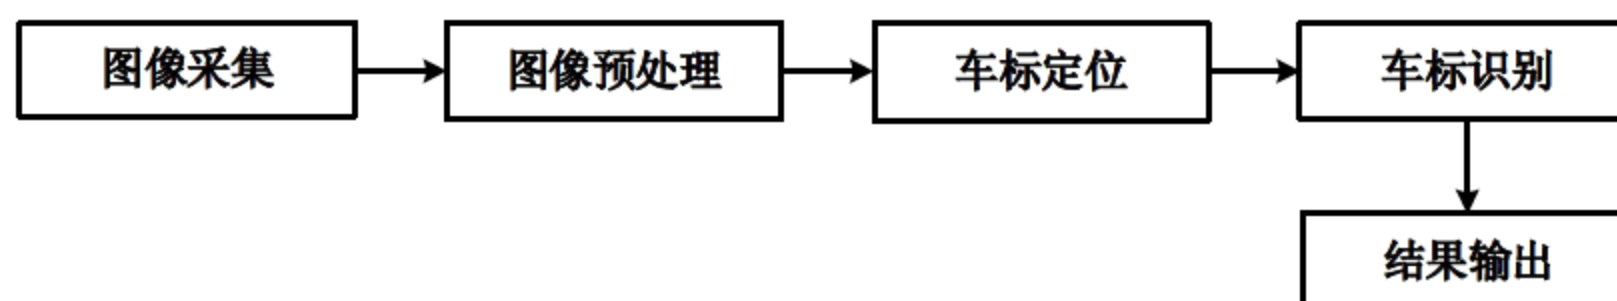 图像采集
图像预处理
车标定位
车标识别
结果输出